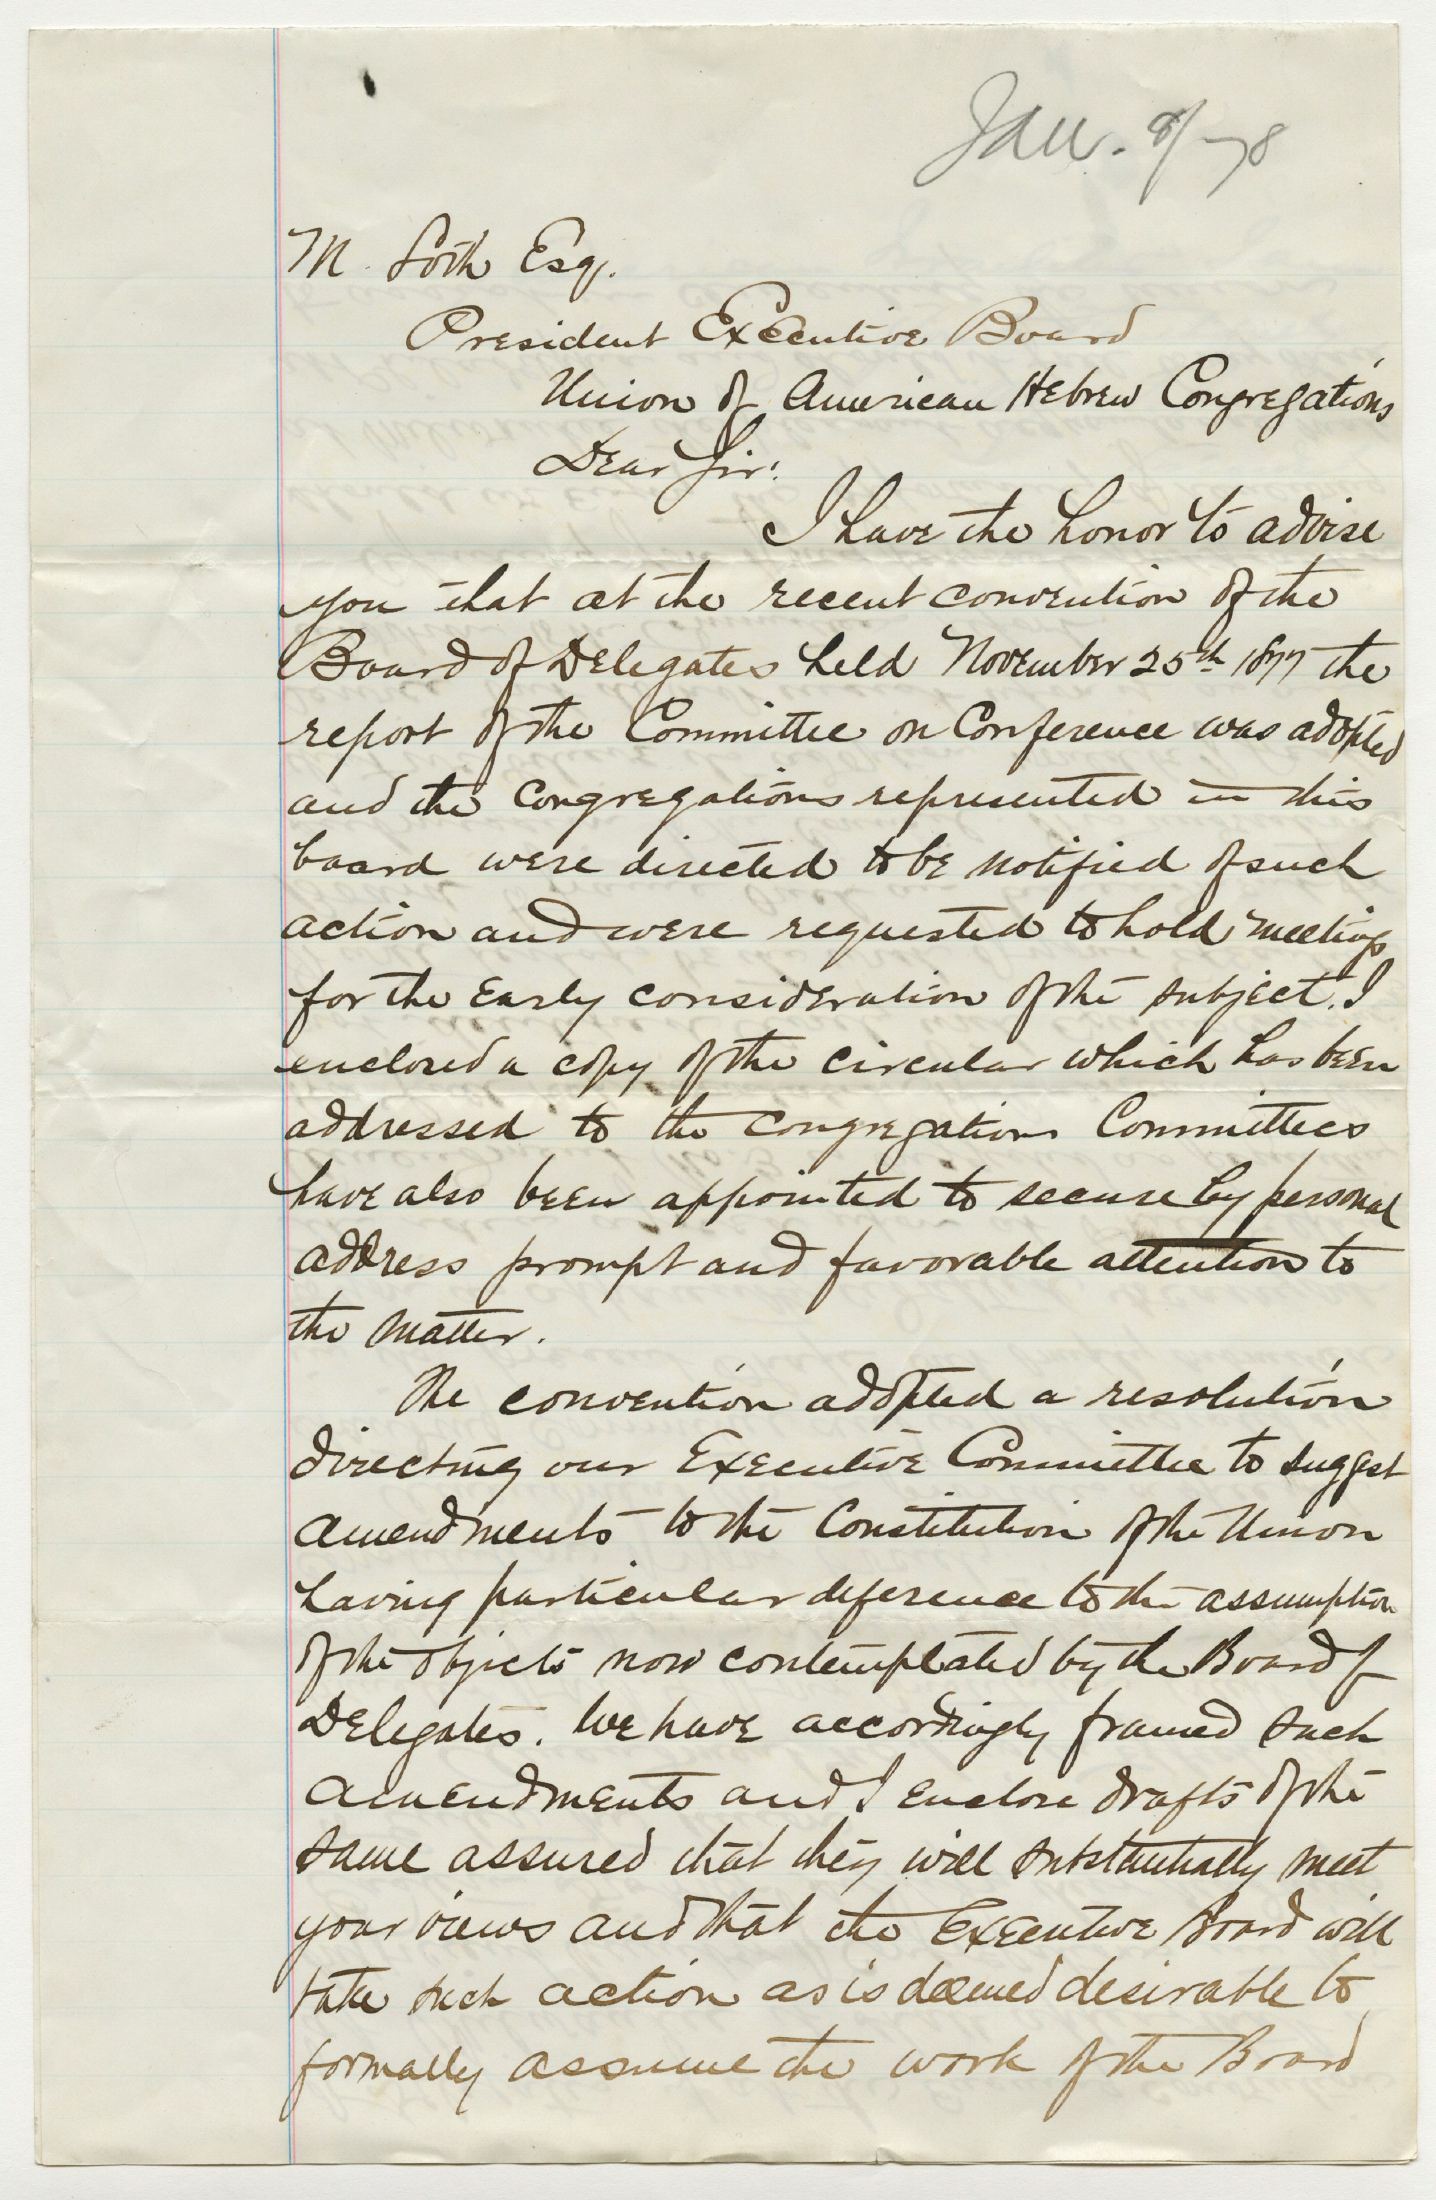 Jan. 8/78
M. Loth Esq.
President Executive Board
Union of American Hebrew Congregations
Dear Sir:
I have the honor to advise
you that at the recent convention of the
Board of Delegates held November 25th 1877 the
report of the Committee on Conference was adopted
and the Congregations represented in this
board were directed to be notified of such
action and were requested to hold meetings
for the early consideration of the subject. I
enclosed a copy of the circular which has been
addressed to the Congregations Committees
have also been appointed to secure by personal
address prompt and favorable attention to
the matter.
The convention adopted a resolution
directing our Executive Committee to suggest
amendments to the Constitution of the Union
having particular deference to the assumption
of the objects now contemplated by the Board of
Delegates. We have accordingly framed such
amendments and I enclose drafts of the
same assured that they will substantially meet
your views and that the Executive Board will
take such action as is deemed desirable to
formally assume the work of the Board